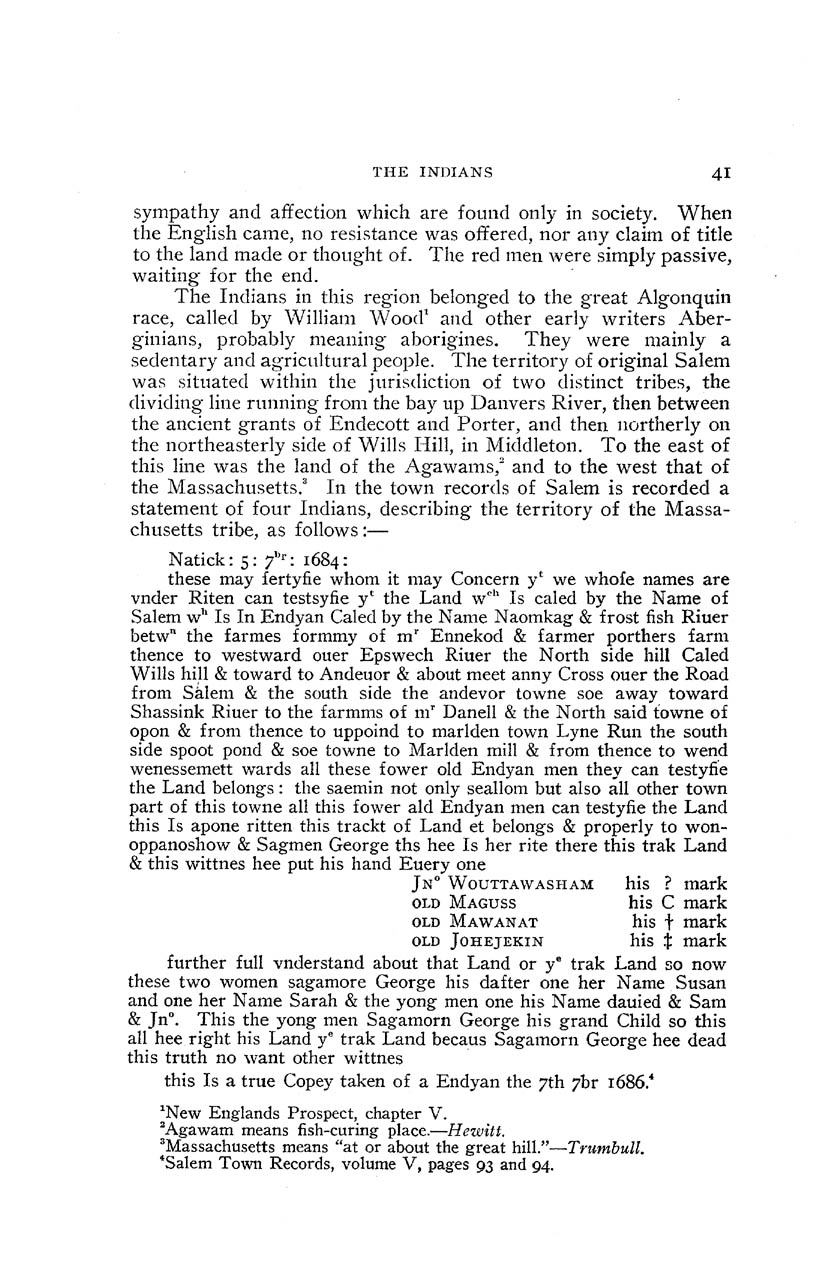 THE INDIANS 41
sympathy and affection which are found only in society. When
the English came, no resistance was offered, nor any claim of title
to the land made or thought of. The red men were simply passive,
waiting for the end.
The Indians in this region belonged to the great Algonquin
race, called by William Wood¹ and other early writers Aber-
ginians, probably meaning aborigines. They were mainly a
sedentary and agricultural people. The territory of original Salem
was situated within the jurisdiction of two distinct tribes, the
dividing line running from the bay up Danvers River, then between
the ancient grants of Endecott and Porter, and then northerly on
the northeasterly side of Wills Hill, in Middleton. To the east of
this line was the land of the Agawams,² and to the west that of
the Massachusetts.³ In the town records of Salem is recorded a
statement of four Indians, describing the territory of the Massa-
chusetts tribe, as follows:—
Natick: 5: 7ᵇʳ: 1684:
these may fertyfie whom it may Concern yᵗ we whofe names are
vnder Riten can testsyfie yᵗ the Land wᶜʰ Is caled by the Name of
Salem wʰ Is In Endyan Caled by the Name Naomkag & frost fish Riuer
betwⁿ the farmes formmy of mʳ Ennekod & farmer porthers farm
thence to westward ouer Epswech Riuer the North side hill Caled
Wills hill & toward to Andeuor & about meet anny Cross ouer the Road
from Salem & the south side the andevor towne soe away toward
Shassink Riuer to the farmms of mʳ Danell & the North said towne of
opon & from thence to uppoind to marlden town Lyne Run the south
side spoot pond & soe towne to Marlden mill & from thence to wend
wenessemett wards all these fower old Endyan men they can testyfie
the Land belongs: the saemin not only seallom but also all other town
part of this towne all this fower ald Endyan men can testyfie the Land
this Is apone ritten this trackt of Land et belongs & properly to won-
oppanoshow & Sagmen George ths hee Is her rite there this trak Land
& this wittnes hee put his hand Euery one
Jnᵒ Wouttawasham his ? mark
old Maguss his C mark
old Mawanat his † mark
old Johejekin his ‡ mark
further full vnderstand about that Land or yᵉ trak Land so now
these two women sagamore George his dafter one her Name Susan
and one her Name Sarah & the yong men one his Name dauied & Sam
& Jnᵒ. This the yong men Sagamorn George his grand Child so this
all hee right his Land yᵉ trak Land becaus Sagamorn George hee dead
this truth no want other wittnes
this Is a true Copey taken of a Endyan the 7th 7br 1686.⁴
¹New Englands Prospect, chapter V.
²Agawam means fish-curing place.—Hewitt.
³Massachusetts means "at or about the great hill."—Trumbull.
⁴Salem Town Records, volume V, pages 93 and 94.